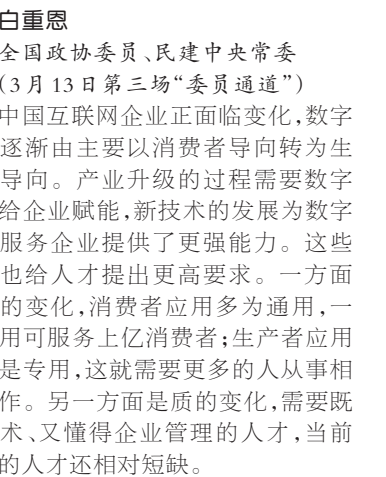 白重恩
全国政协委员、民建中央常委
(3月13日第三场“委员通道”)
中国互联网企业正面临变化,数字
逐渐由主要以消费者导向转为生
导向。产业升级的过程需要数字
给企业赋能,新技术的发展为数字
服务企业提供了更强能力。这些
也给人才提出更高要求。一方面
的变化,消费者应用多为通用,一
用可服务上亿消费者;生产者应用
是专用,这就需要更多的人从事相
作。另一方面是质的变化,需要既
术、又懂得企业管理的人才,当前
的人才还相对短缺。